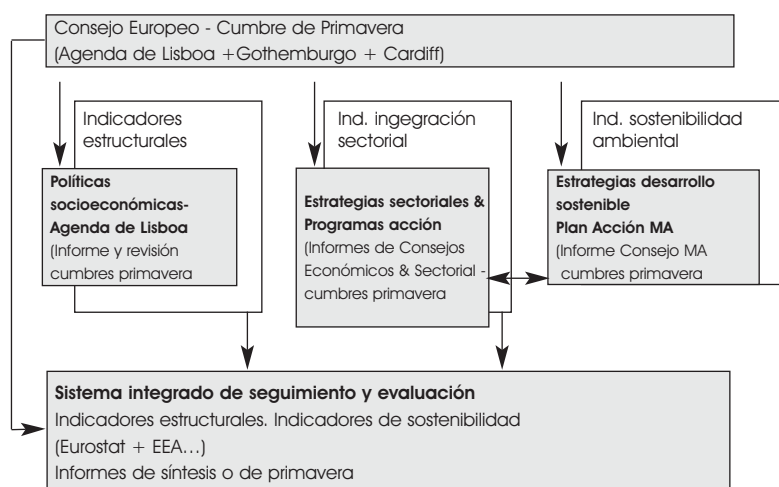 Consejo Europeo - Cumbre de Primavera
(Agenda de Lisboa +Gothemburgo + Cardiff)
Indicadores
estructurales
Políticas
socioeconómicas-
Agenda de Lisboa
(Informe y revisión
cumbres primavera
Ind. ingegración
sectorial
Estrategias sectoriales &
Programas acción
(Informes de Consejos
Económicos & Sectorial -
cumbres primavera
Ind. sostenibilidad
ambiental
Estrategias desarrollo
sostenible
Plan Acción MA
(Informe Consejo MA
cumbres primavera
Sistema integrado de seguimiento y evaluación
Indicadores estructurales. Indicadores de sostenibilidad
(Eurostat + EEA...)
Informes de síntesis o de primavera